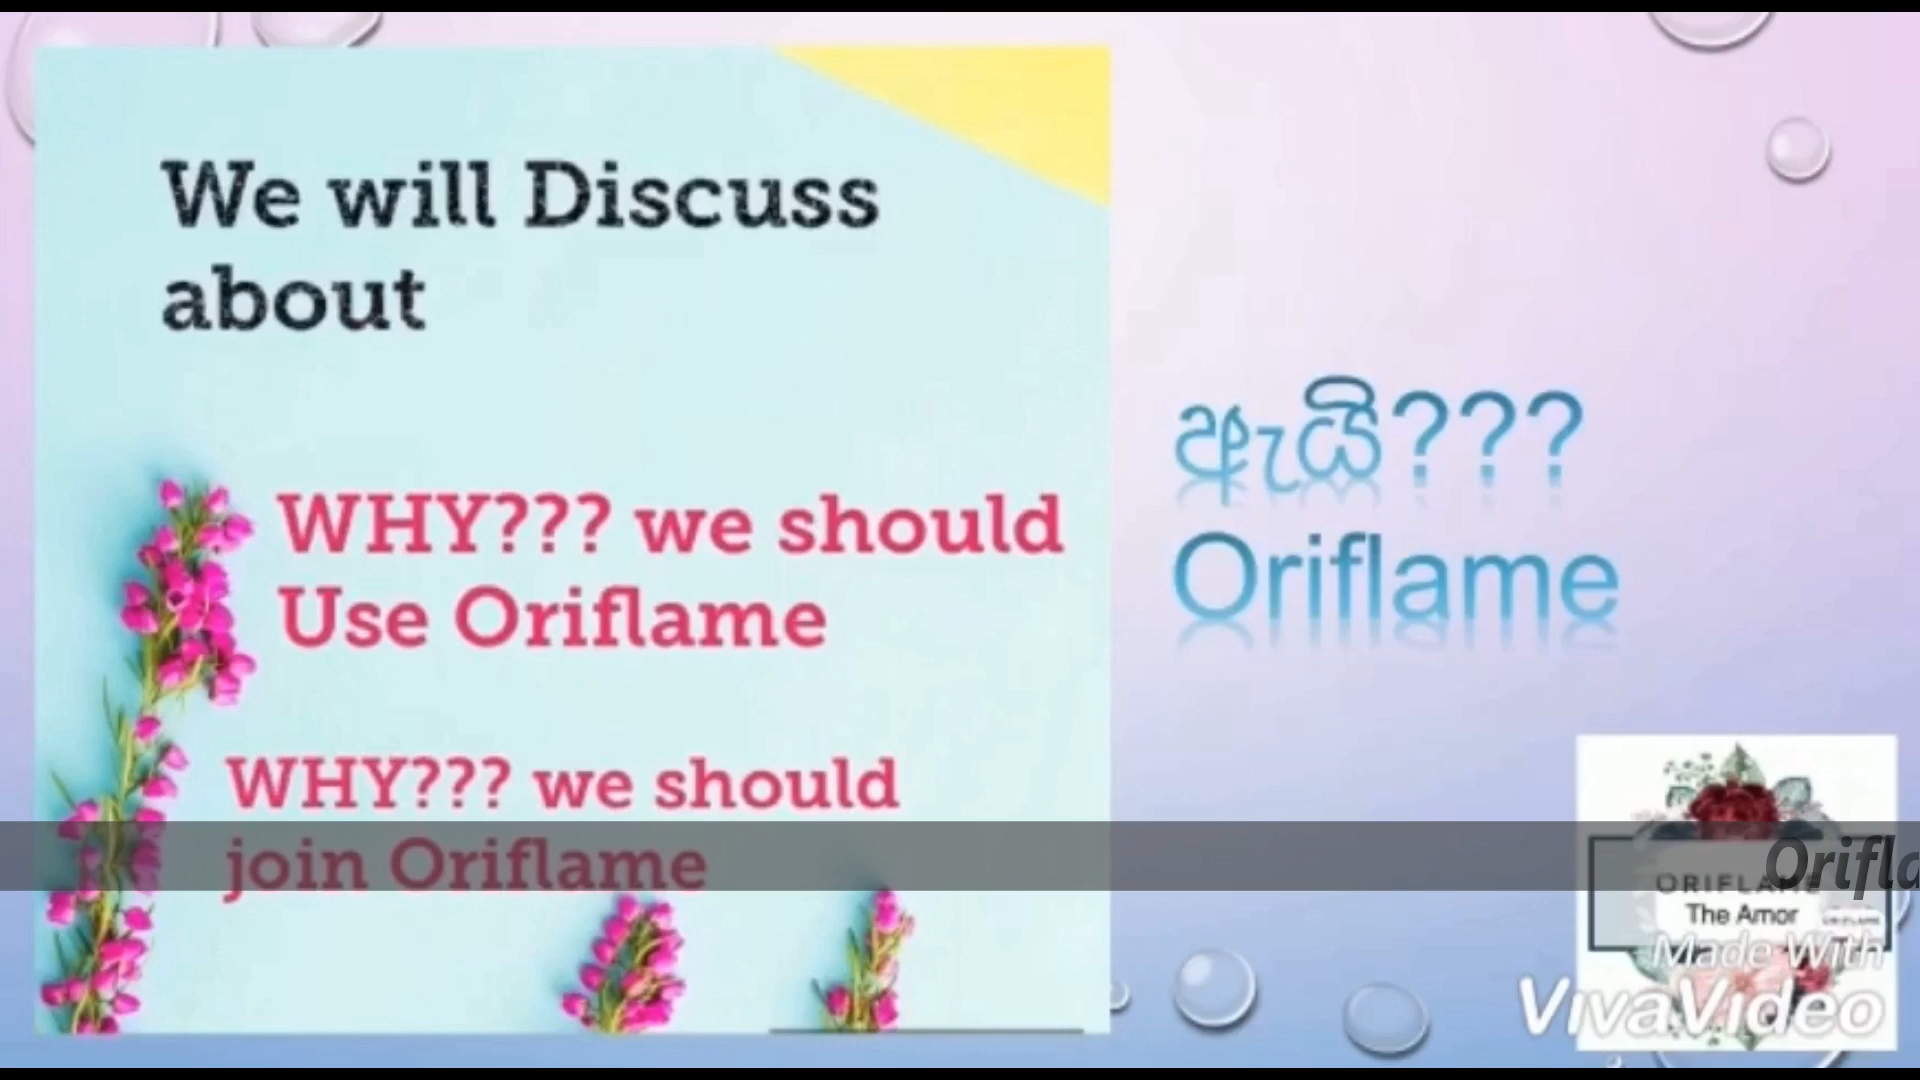 We will Discuss
about
WHY??? we should
Use Oriflame
WHY??? we should
join Oriflame
ඇයි???
Oriflame
Orifla
ORIFLAME
The Amor
Made With
VivaVideo